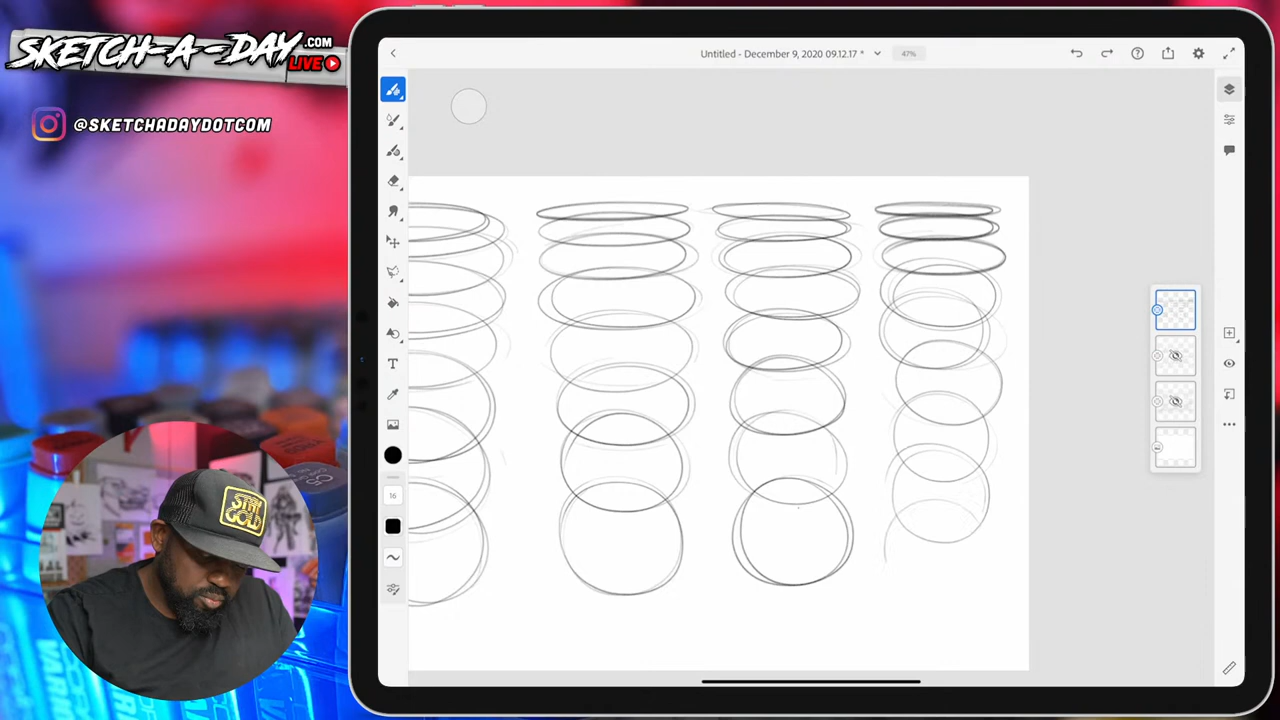 SKETCH-A-DAY.COM
LIVE
@SKETCHADAYDOTCOM
Untitled - December 9, 2020 09.12.17 *
47%
T
16
STAY
GOLD